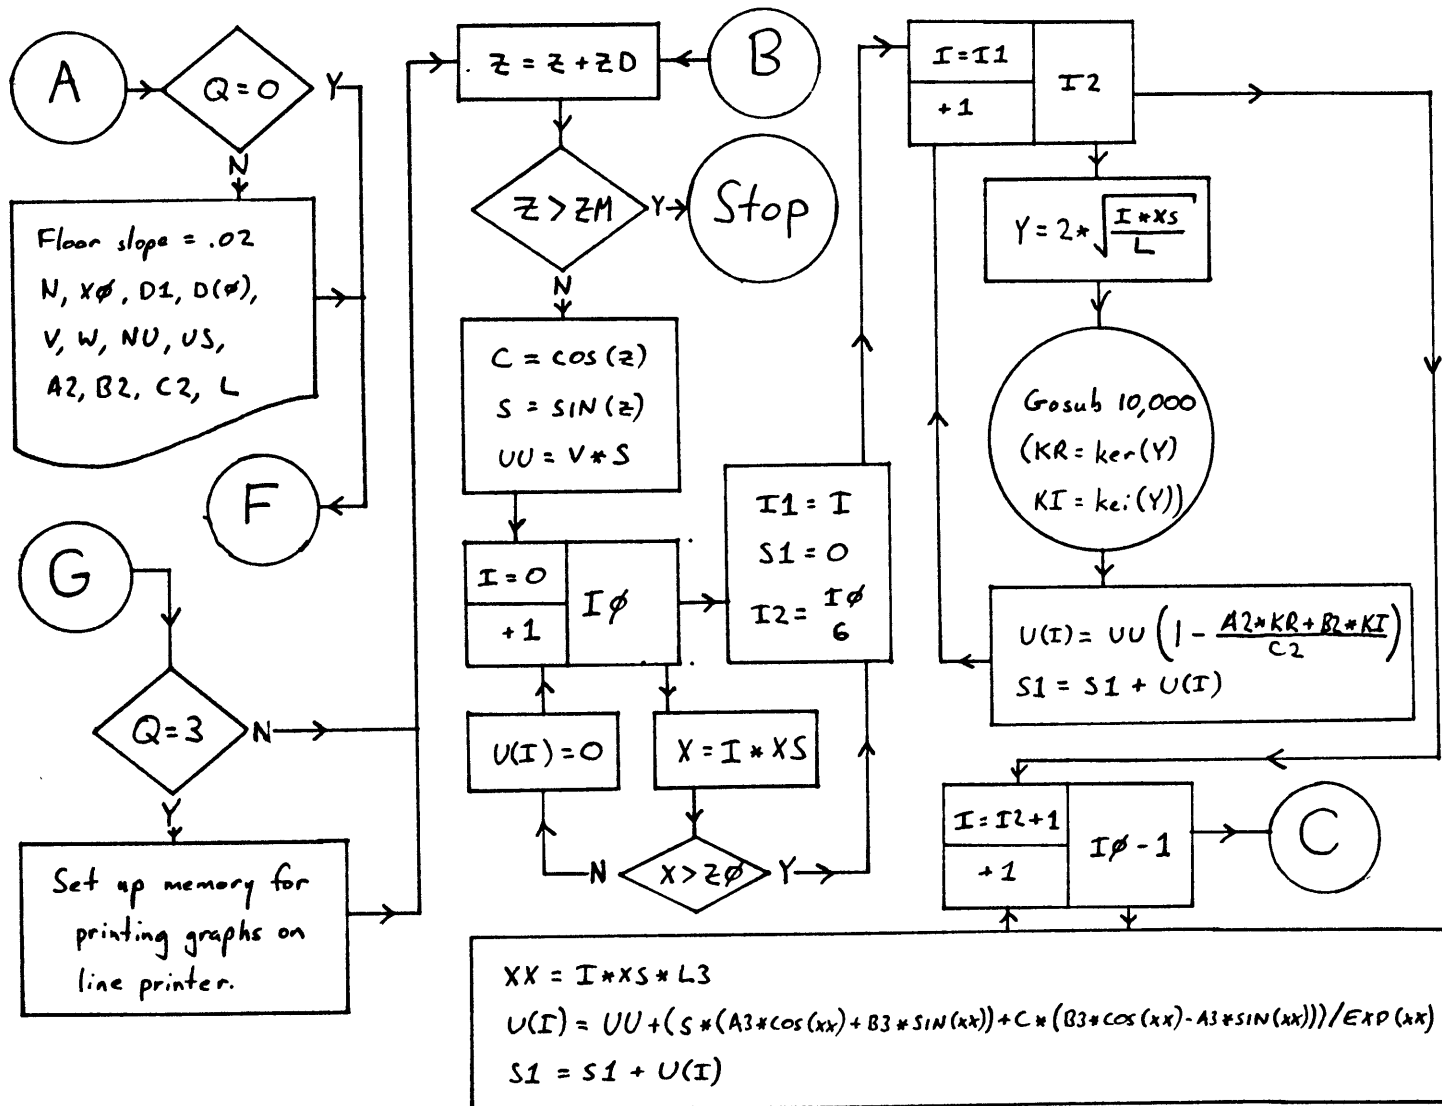 A
Q=0
Y
N
Floor slope = .02
N, XØ, D1, D(Ø),
V, W, NU, US,
A2, B2, C2, L
F
G
Q=3
N
Y
Set up memory for
printing graphs on
line printer.
Z = Z + ZD
B
Z > ZM
Y
Stop
N
C = COS(Z)
S = SIN(Z)
UU = V * S
I = 0
+1
IØ
I1 = I
S1 = 0
I2 = IØ
6
U(I) = 0
X = I * XS
N
X > ZØ
Y
I = I1
+1
I2
Y = 2* √ I * XS
L
Gosub 10,000
(KR = ker(Y)
KI = kei(Y))
U(I) = UU (1 - A2*KR + B2*KI
C2 )
S1 = S1 + U(I)
I = I2+1
+1
IØ-1
C
XX = I*XS*L3
U(I) = UU + (S*(A3*COS(XX)+B3*SIN(XX))+C*(B3*COS(XX)-A3*SIN(XX)))/EXP(XX)
S1 = S1 + U(I)